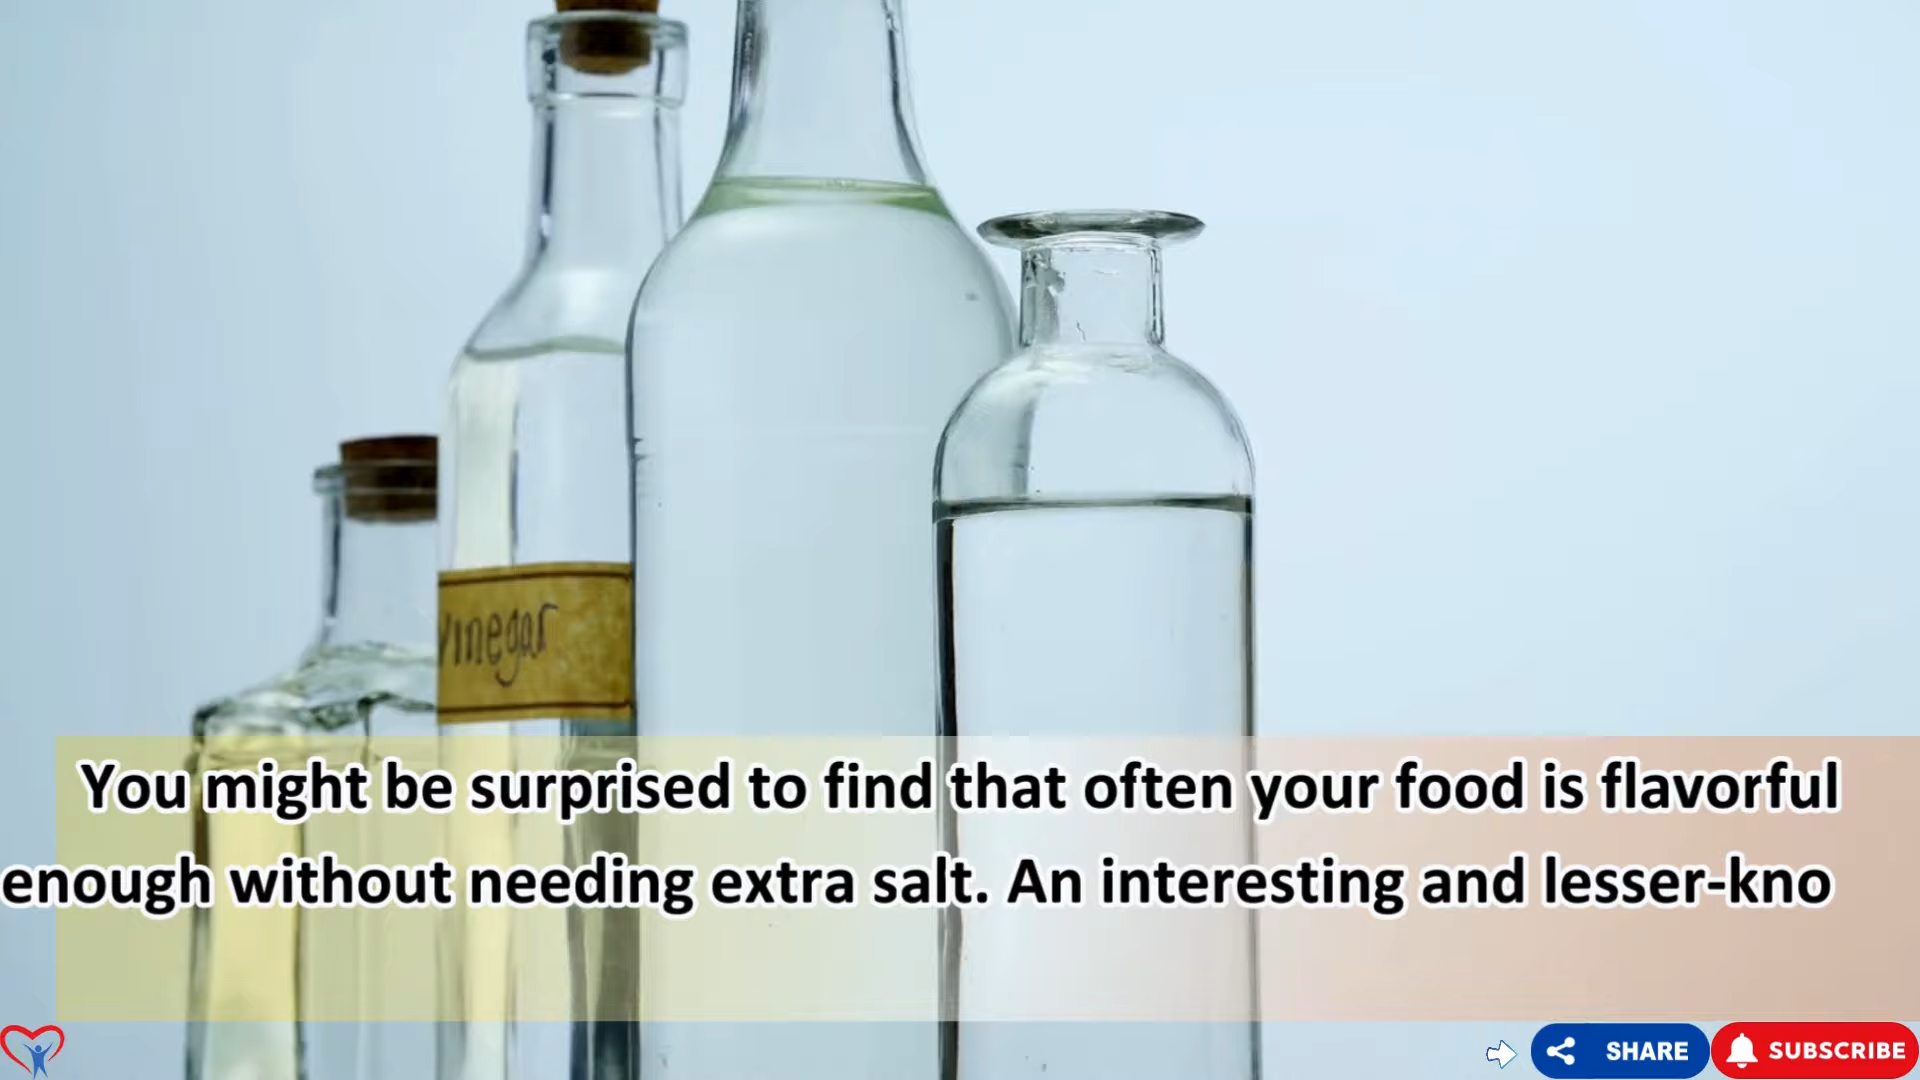 Vinegar
You might be surprised to find that often your food is flavorful
enough without needing extra salt. An interesting and lesser-kno
SHARE
SUBSCRIBE